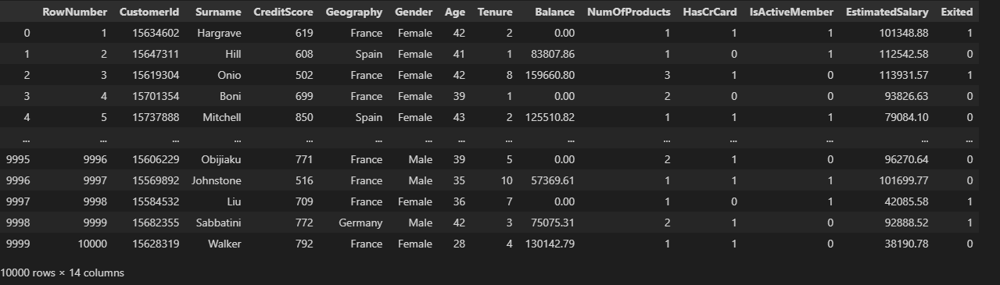 RowNumber CustomerId Surname CreditScore Geography Gender Age Tenure Balance NumOfProducts HasCrCard IsActiveMember EstimatedSalary Exited
0 1 15634602 Hargrave 619 France Female 42 2 0.00 1 1 1 101348.88 1
1 2 15647311 Hill 608 Spain Female 41 1 83807.86 1 0 1 112542.58 0
2 3 15619304 Onio 502 France Female 42 8 159660.80 3 1 0 113931.57 1
3 4 15701354 Boni 699 France Female 39 1 0.00 2 0 0 93826.63 0
4 5 15737888 Mitchell 850 Spain Female 43 2 125510.82 1 1 1 79084.10 0
... ... ... ... ... ... ... ... ... ... ... ... ... ... ...
9995 9996 15606229 Obijiaku 771 France Male 39 5 0.00 2 1 0 96270.64 0
9996 9997 15569892 Johnstone 516 France Male 35 10 57369.61 1 1 1 101699.77 0
9997 9998 15584532 Liu 709 France Female 36 7 0.00 1 0 1 42085.58 1
9998 9999 15682355 Sabbatini 772 Germany Male 42 3 75075.31 2 1 0 92888.52 1
9999 10000 15628319 Walker 792 France Female 28 4 130142.79 1 1 0 38190.78 0
10000 rows × 14 columns